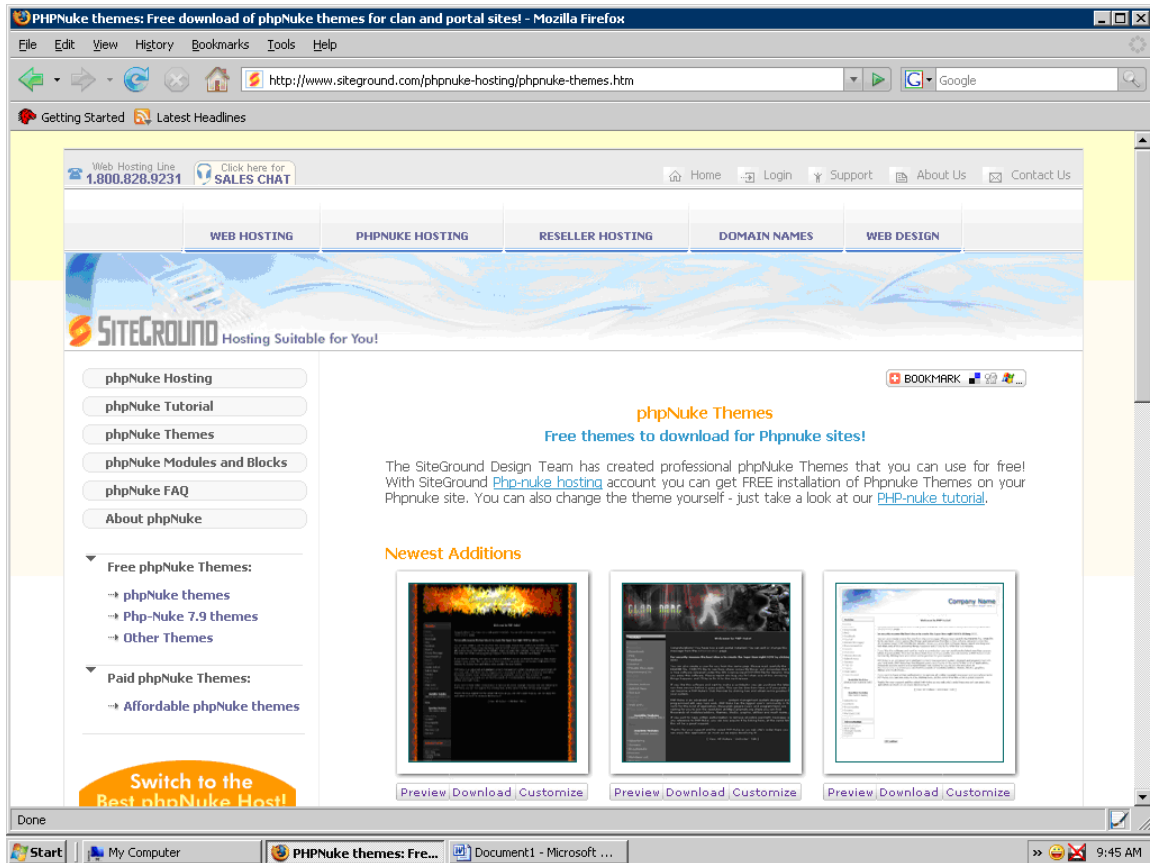 PHPNuke themes: Free download of phpNuke themes for clan and portal sites! - Mozilla Firefox
File Edit View History Bookmarks Tools Help
http://www.siteground.com/phpnuke-hosting/phpnuke-themes.htm
G Google
Getting Started Latest Headlines
Web Hosting Line
1.800.828.9231
Click here for
SALES CHAT
Home Login Support About Us Contact Us
WEB HOSTING PHPNUKE HOSTING RESELLER HOSTING DOMAIN NAMES WEB DESIGN
SITEGROUND Hosting Suitable for You!
phpNuke Hosting
phpNuke Tutorial
phpNuke Themes
phpNuke Modules and Blocks
phpNuke FAQ
About phpNuke
Free phpNuke Themes:
phpNuke themes
Php-Nuke 7.9 themes
Other Themes
Paid phpNuke Themes:
Affordable phpNuke themes
Switch to the
Best phpNuke Host!
BOOKMARK ...
phpNuke Themes
Free themes to download for Phpnuke sites!
The SiteGround Design Team has created professional phpNuke Themes that you can use for free!
With SiteGround Php-nuke hosting account you can get FREE installation of Phpnuke Themes on your
Phpnuke site. You can also change the theme yourself - just take a look at our PHP-nuke tutorial.
Newest Additions
CLAN NAME
Company Name
Preview Download Customize
Preview Download Customize
Preview Download Customize
Done
Start My Computer PHPNuke themes: Fre... Document1 - Microsoft ... » 9:45 AM